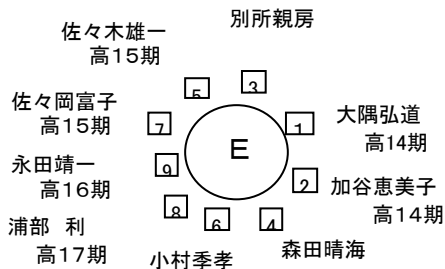 別所親房
佐々木雄一
高15期
5
3
佐々岡富子
高15期
7
1
大隅弘道
高14期
E
永田靖一
高16期
9
2
加谷恵美子
高14期
浦部 利
高17期
8
6
4
小村季孝
森田晴海